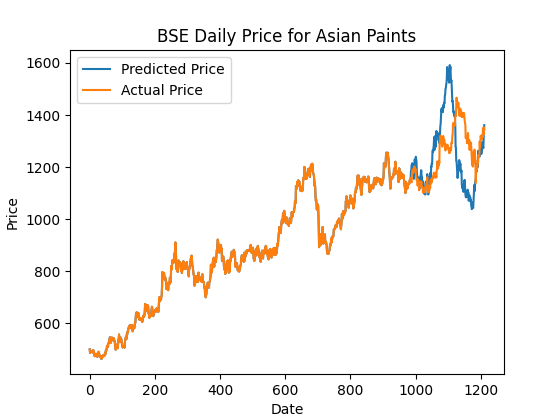 BSE Daily Price for Asian Paints
Predicted Price
Actual Price
1600
1400
1200
1000
800
600
Price
0 200 400 600 800 1000 1200
Date